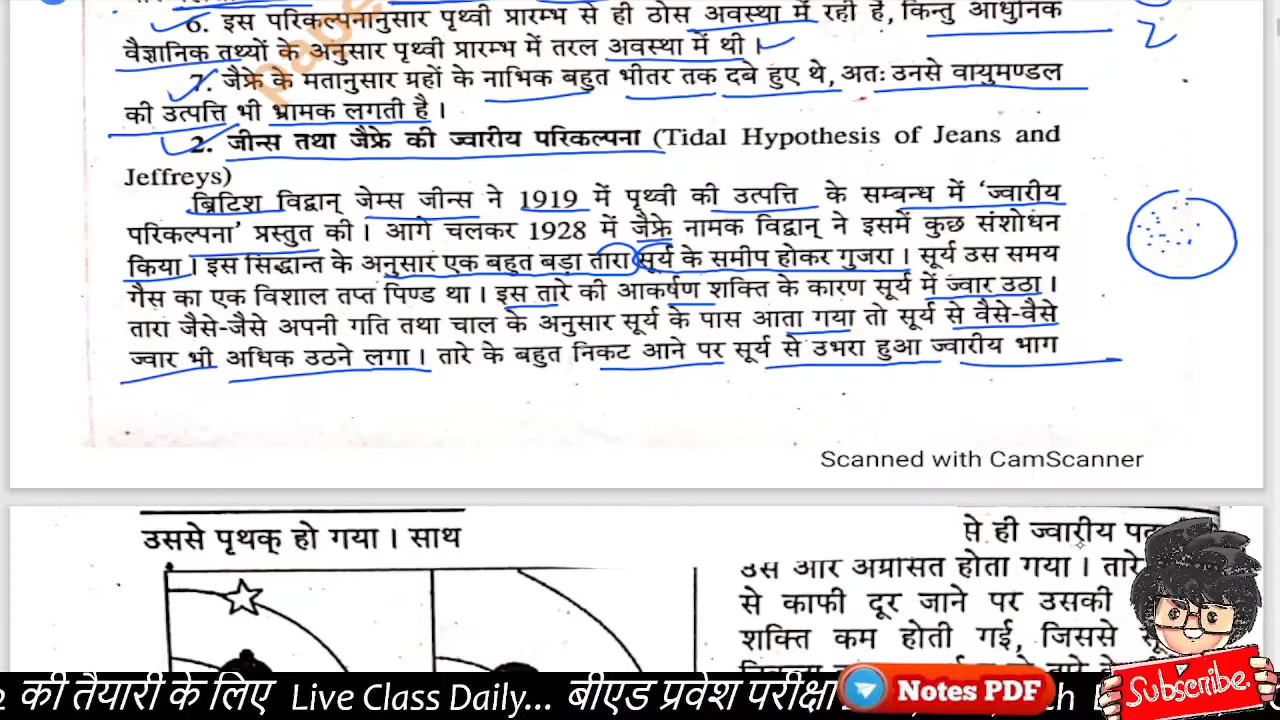 6. इस परिकल्पनानुसार पृथ्वी प्रारम्भ से ही ठोस अवस्था में रही है, किन्तु आधुनिक
वैज्ञानिक तथ्यों के अनुसार पृथ्वी प्रारम्भ में तरल अवस्था में थी ।
7. जैफ्रे के मतानुसार ग्रहों के नाभिक बहुत भीतर तक दबे हुए थे, अतः उनसे वायुमण्डल
की उत्पत्ति भी भ्रामक लगती है ।
2. जीन्स तथा जैफ्रे की ज्वारीय परिकल्पना (Tidal Hypothesis of Jeans and
Jeffreys)
ब्रिटिश विद्वान् जेम्स जीन्स ने 1919 में पृथ्वी की उत्पत्ति के सम्बन्ध में ‘ज्वारीय
परिकल्पना’ प्रस्तुत की । आगे चलकर 1928 में जैफ्रे नामक विद्वान् ने इसमें कुछ संशोधन
किया । इस सिद्धान्त के अनुसार एक बहुत बड़ा तारा सूर्य के समीप होकर गुजरा । सूर्य उस समय
गैस का एक विशाल तप्त पिण्ड था । इस तारे की आकर्षण शक्ति के कारण सूर्य में ज्वार उठा ।
तारा जैसे-जैसे अपनी गति तथा चाल के अनुसार सूर्य के पास आता गया तो सूर्य से वैसे-वैसे
ज्वार भी अधिक उठने लगा । तारे के बहुत निकट आने पर सूर्य से उभरा हुआ ज्वारीय भाग
Scanned with CamScanner
उससे पृथक् हो गया । साथ
से ही ज्वारीय
उस ओर अग्रसित होता गया । तारे
से काफी दूर जाने पर उसकी
शक्ति कम होती गई, जिससे
की तैयारी के लिए Live Class Daily... बीएड प्रवेश परीक्षा
Notes PDF
Subscribe